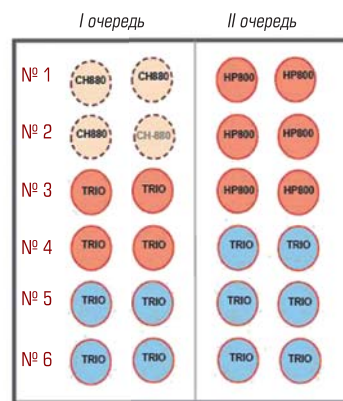 I очередь II очередь
№ 1 CH880 CH880 HP800 HP800
№ 2 CH880 CH-880 HP800 HP800
№ 3 TRIO TRIO HP800 HP800
№ 4 TRIO TRIO TRIO TRIO
№ 5 TRIO TRIO TRIO TRIO
№ 6 TRIO TRIO TRIO TRIO